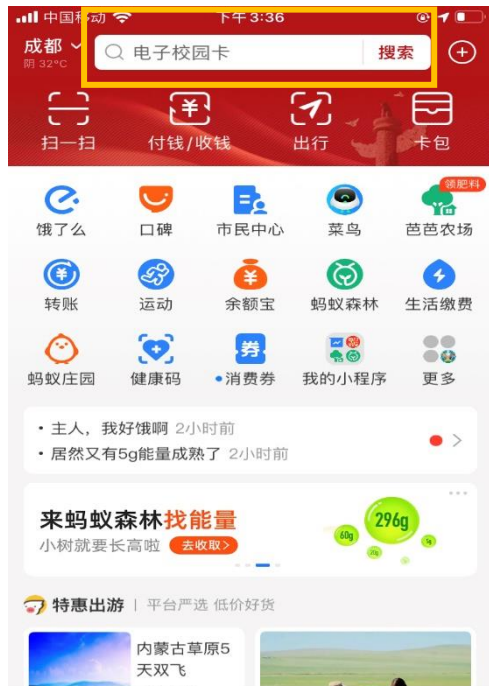 中国移动 下午3:36
成都 电子校园卡 搜索
阴 32°C
扫一扫 付钱/收钱 出行 卡包
领肥料
饿了么 口碑 市民中心 菜鸟 芭芭农场
转账 运动 余额宝 蚂蚁森林 生活缴费
券
蚂蚁庄园 健康码 •消费券 我的小程序 更多
• 主人，我好饿啊 2小时前
• 居然又有5g能量成熟了 2小时前
来蚂蚁森林找能量
296g
60g
小树就要长高啦 去收取>
5g
特惠出游 | 平台严选 低价好货
内蒙古草原5
天双飞